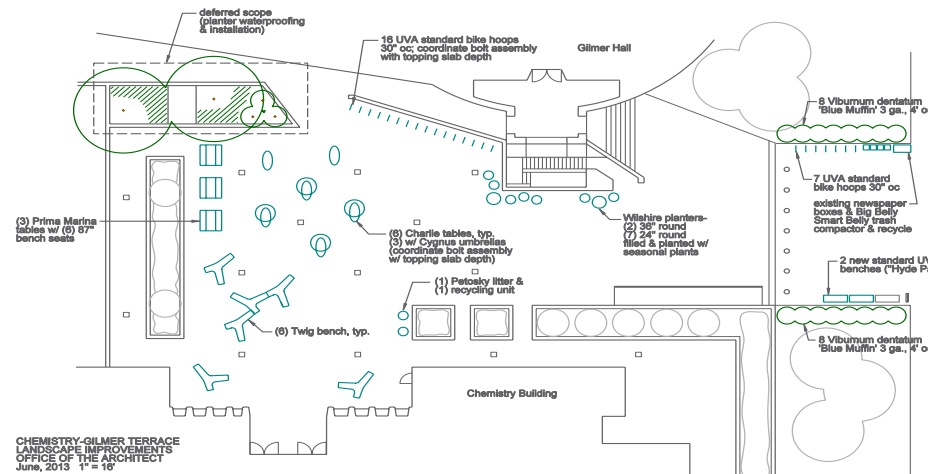 deferred scope
(planter waterproofing
& installation)
16 UVA standard bike hoops
30" oc; coordinate bolt assembly
with topping slab depth
Gilmer Hall
8 Viburnum dentatum
'Blue Muffin' 3 ga., 4' oc
7 UVA standard
bike hoops 30" oc
existing newspaper
boxes & Big Belly
Smart Belly trash
compactor & recycle
(3) Prima Marina
tables w/ (6) 87"
bench seats
(6) Charlie tables, typ.
(3) w/ Cygnus umbrellas
(coordinate bolt assembly
w/ topping slab depth)
Wilshire planters-
(2) 36" round
(7) 24" round
filled & planted w/
seasonal plants
2 new standard UV
benches ("Hyde Pa
(1) Petosky litter &
(1) recycling unit
(6) Twig bench, typ.
8 Viburnum dentatum
'Blue Muffin' 3 ga., 4' oc
Chemistry Building
CHEMISTRY-GILMER TERRACE
LANDSCAPE IMPROVEMENTS
OFFICE OF THE ARCHITECT
June, 2013 1" = 16'